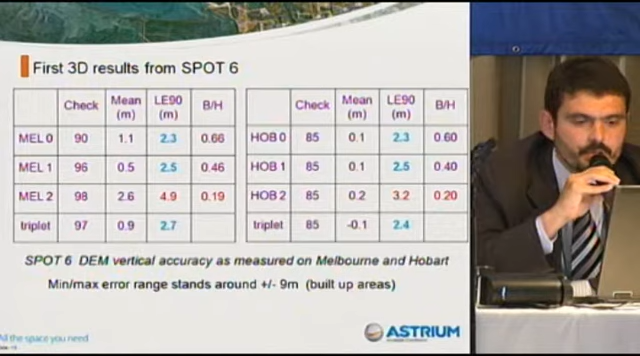 First 3D results from SPOT 6
Check Mean (m) LE90 (m) B/H
MEL 0 90 1.1 2.3 0.66
MEL 1 96 0.5 2.5 0.46
MEL 2 98 2.6 4.9 0.19
triplet 97 0.9 2.7
Check Mean (m) LE90 (m) B/H
HOB 0 85 0.1 2.3 0.60
HOB 1 85 0.1 2.5 0.40
HOB 2 85 0.2 3.2 0.20
triplet 85 -0.1 2.4
SPOT 6 DEM vertical accuracy as measured on Melbourne and Hobart
Min/max error range stands around +/- 9m (built up areas)
All the space you need
ASTRIUM